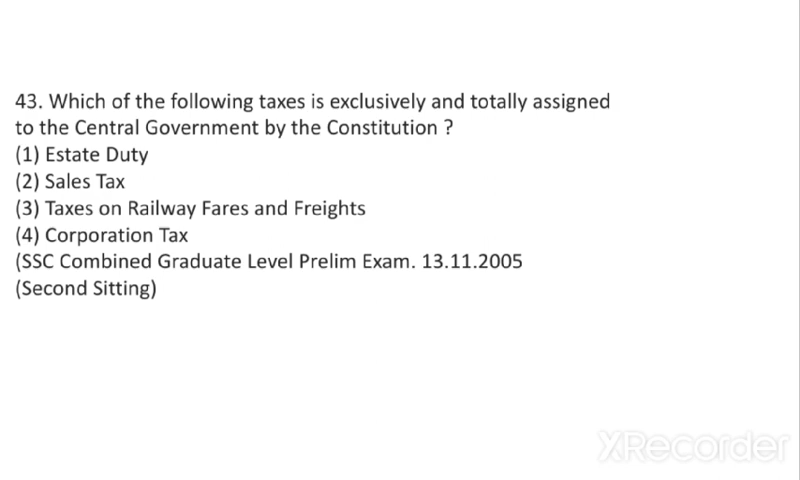 43. Which of the following taxes is exclusively and totally assigned
to the Central Government by the Constitution ?
(1) Estate Duty
(2) Sales Tax
(3) Taxes on Railway Fares and Freights
(4) Corporation Tax
(SSC Combined Graduate Level Prelim Exam. 13.11.2005
(Second Sitting)
XRecorder